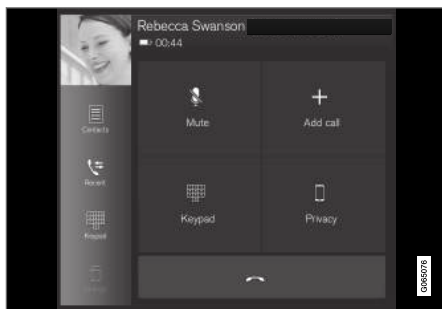 Rebecca Swanson
00:44
Contacts
Mute
Add call
Recent
Keypad
Keypad
Privacy
G065076